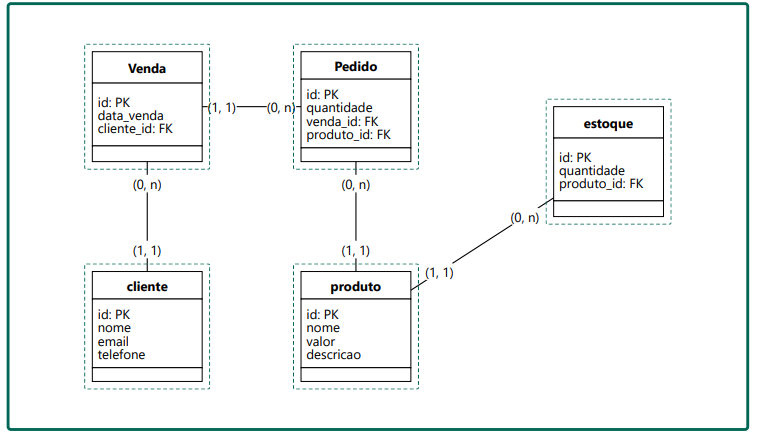 Venda
id: PK
data_venda
cliente_id: FK
(1, 1)
(0, n)
Pedido
id: PK
quantidade
venda_id: FK
produto_id: FK
estoque
id: PK
quantidade
produto_id: FK
(0, n)
(0, n)
(0, n)
(1, 1)
(1, 1)
(1, 1)
cliente
id: PK
nome
email
telefone
produto
id: PK
nome
valor
descricao